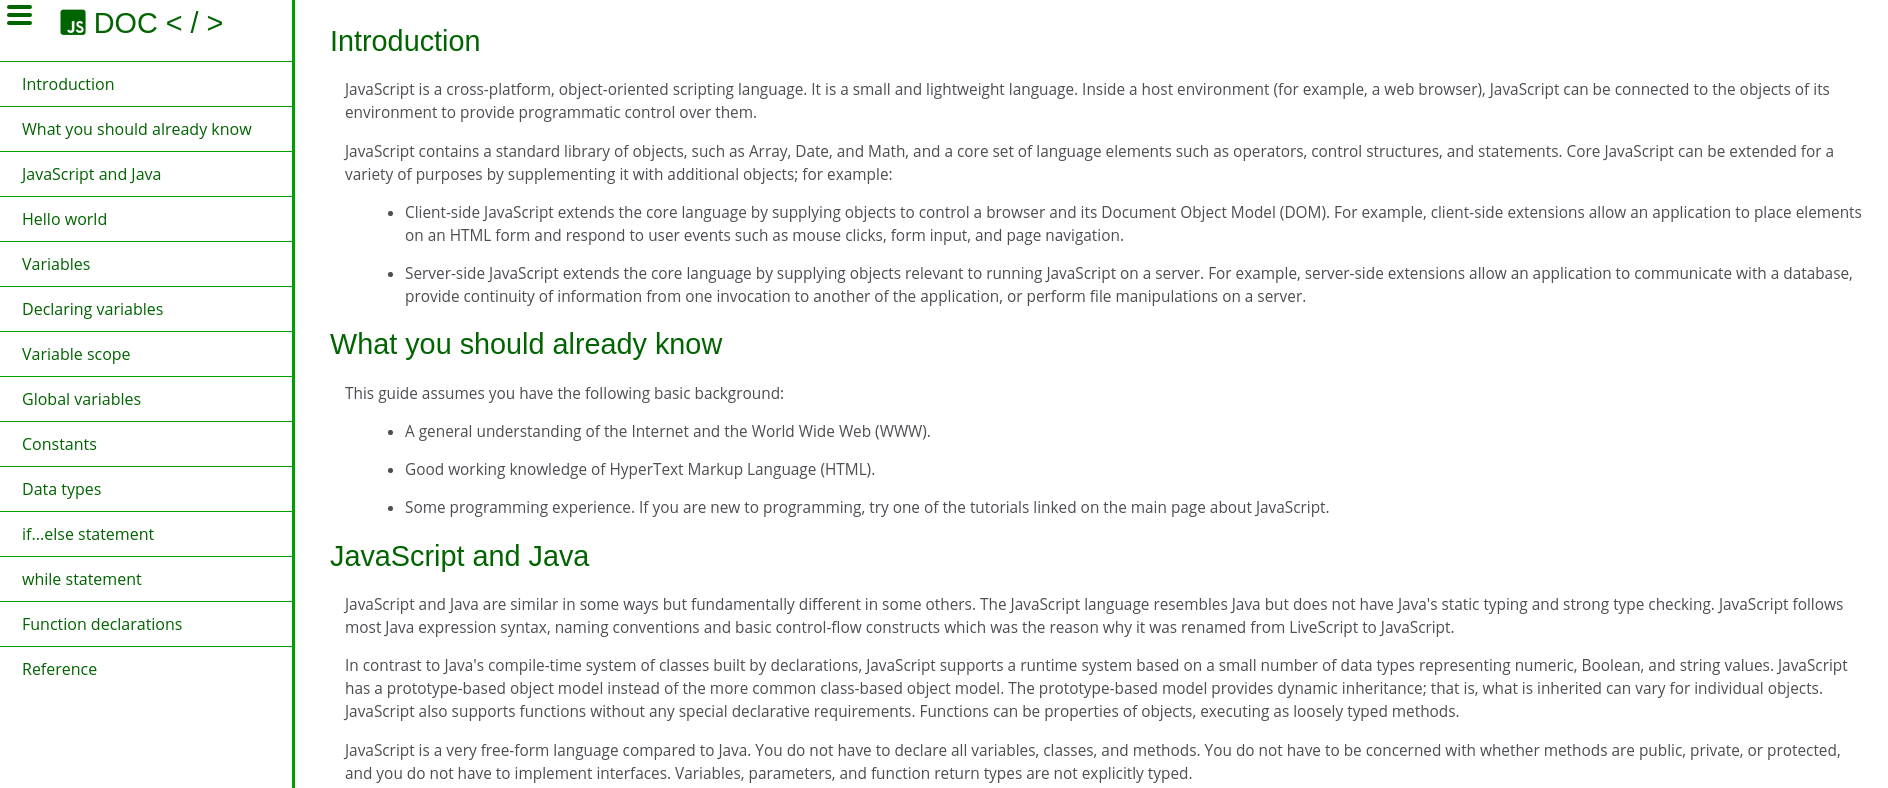 JS DOC < / >
Introduction
What you should already know
JavaScript and Java
Hello world
Variables
Declaring variables
Variable scope
Global variables
Constants
Data types
if...else statement
while statement
Function declarations
Reference
Introduction
JavaScript is a cross-platform, object-oriented scripting language. It is a small and lightweight language. Inside a host environment (for example, a web browser), JavaScript can be connected to the objects of its
environment to provide programmatic control over them.
JavaScript contains a standard library of objects, such as Array, Date, and Math, and a core set of language elements such as operators, control structures, and statements. Core JavaScript can be extended for a
variety of purposes by supplementing it with additional objects; for example:
• Client-side JavaScript extends the core language by supplying objects to control a browser and its Document Object Model (DOM). For example, client-side extensions allow an application to place elements
on an HTML form and respond to user events such as mouse clicks, form input, and page navigation.
• Server-side JavaScript extends the core language by supplying objects relevant to running JavaScript on a server. For example, server-side extensions allow an application to communicate with a database,
provide continuity of information from one invocation to another of the application, or perform file manipulations on a server.
What you should already know
This guide assumes you have the following basic background:
• A general understanding of the Internet and the World Wide Web (WWW).
• Good working knowledge of HyperText Markup Language (HTML).
• Some programming experience. If you are new to programming, try one of the tutorials linked on the main page about JavaScript.
JavaScript and Java
JavaScript and Java are similar in some ways but fundamentally different in some others. The JavaScript language resembles Java but does not have Java's static typing and strong type checking. JavaScript follows
most Java expression syntax, naming conventions and basic control-flow constructs which was the reason why it was renamed from LiveScript to JavaScript.
In contrast to Java's compile-time system of classes built by declarations, JavaScript supports a runtime system based on a small number of data types representing numeric, Boolean, and string values. JavaScript
has a prototype-based object model instead of the more common class-based object model. The prototype-based model provides dynamic inheritance; that is, what is inherited can vary for individual objects.
JavaScript also supports functions without any special declarative requirements. Functions can be properties of objects, executing as loosely typed methods.
JavaScript is a very free-form language compared to Java. You do not have to declare all variables, classes, and methods. You do not have to be concerned with whether methods are public, private, or protected,
and you do not have to implement interfaces. Variables, parameters, and function return types are not explicitly typed.